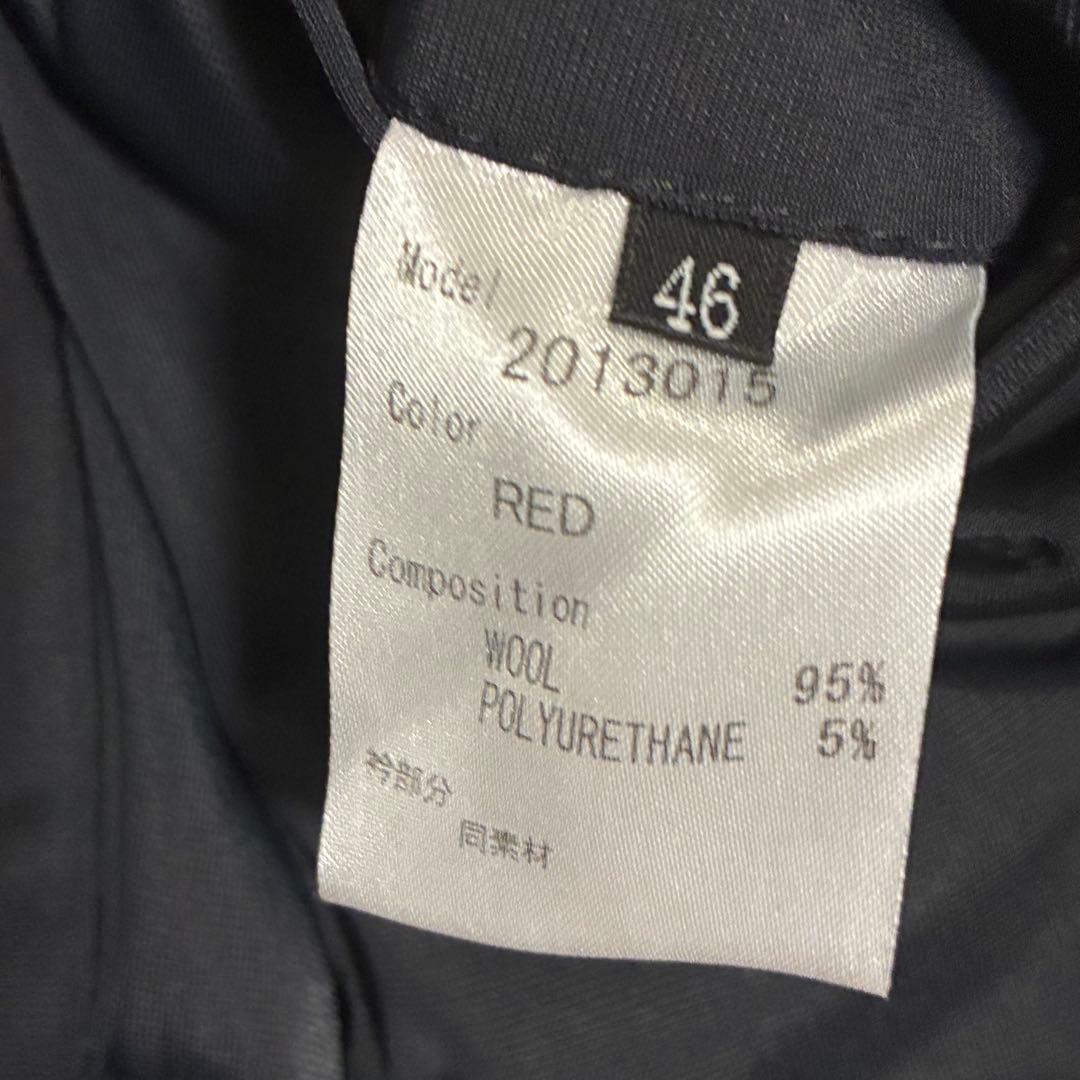 46
Model
2013015
Color
RED
Composition
WOOL 95%
POLYURETHANE 5%
衿部分
同素材